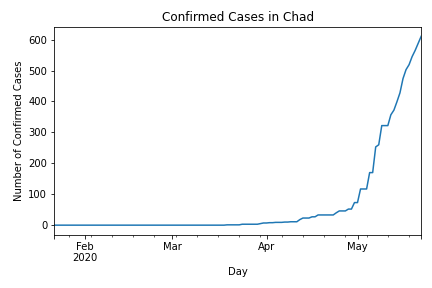 Confirmed Cases in Chad
Number of Confirmed Cases
600
500
400
300
200
100
0
Feb
2020
Mar
Apr
May
Day